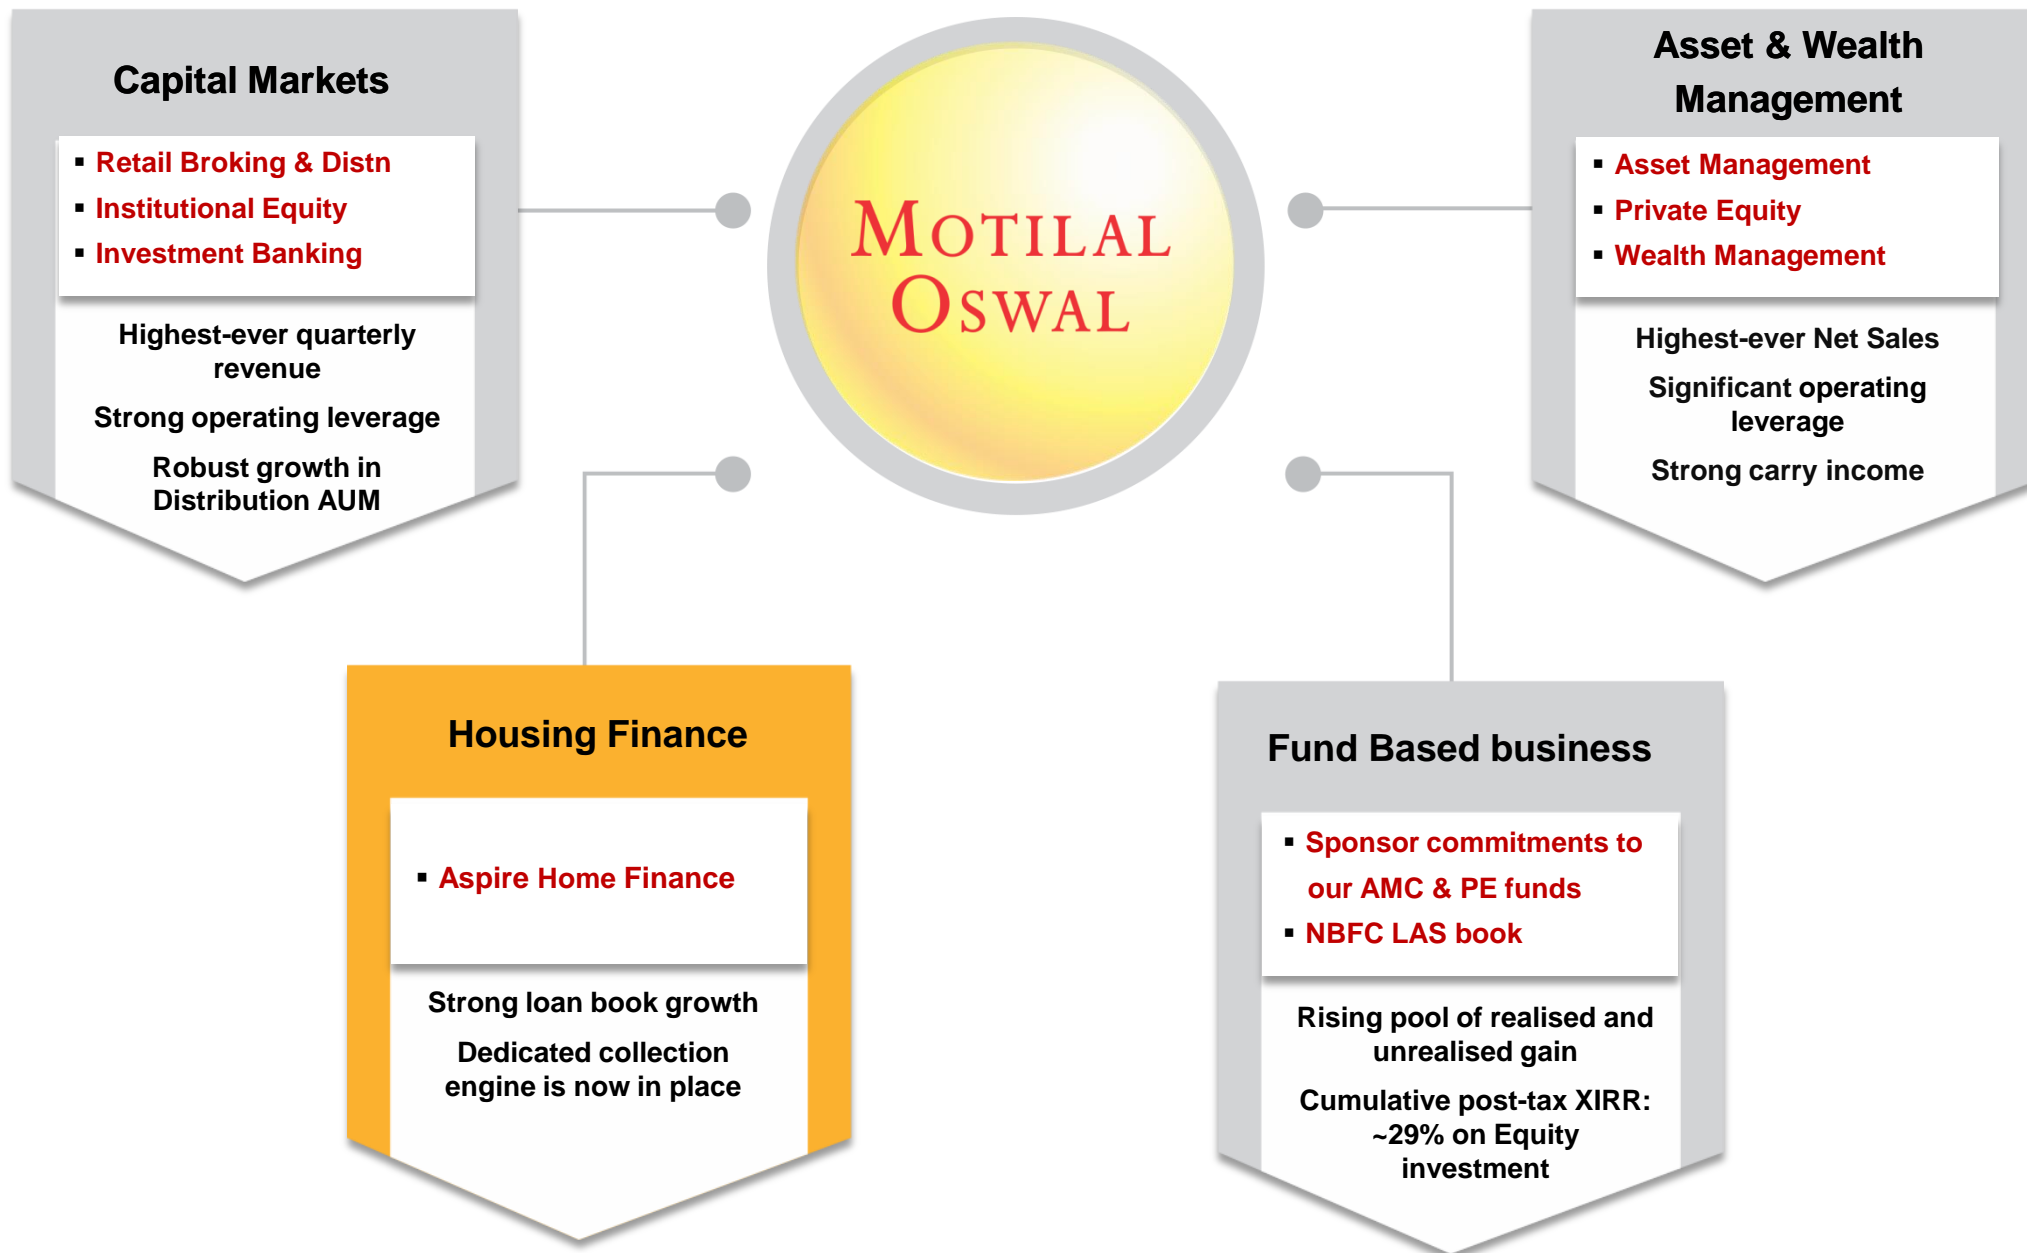 Capital Markets
▪ Retail Broking & Distn
▪ Institutional Equity
▪ Investment Banking
Highest-ever quarterly
revenue
Strong operating leverage
Robust growth in
Distribution AUM
MOTILAL
OSWAL
Asset & Wealth
Management
▪ Asset Management
▪ Private Equity
▪ Wealth Management
Highest-ever Net Sales
Significant operating
leverage
Strong carry income
Housing Finance
▪ Aspire Home Finance
Strong loan book growth
Dedicated collection
engine is now in place
Fund Based business
▪ Sponsor commitments to
our AMC & PE funds
▪ NBFC LAS book
Rising pool of realised and
unrealised gain
Cumulative post-tax XIRR:
~29% on Equity
investment